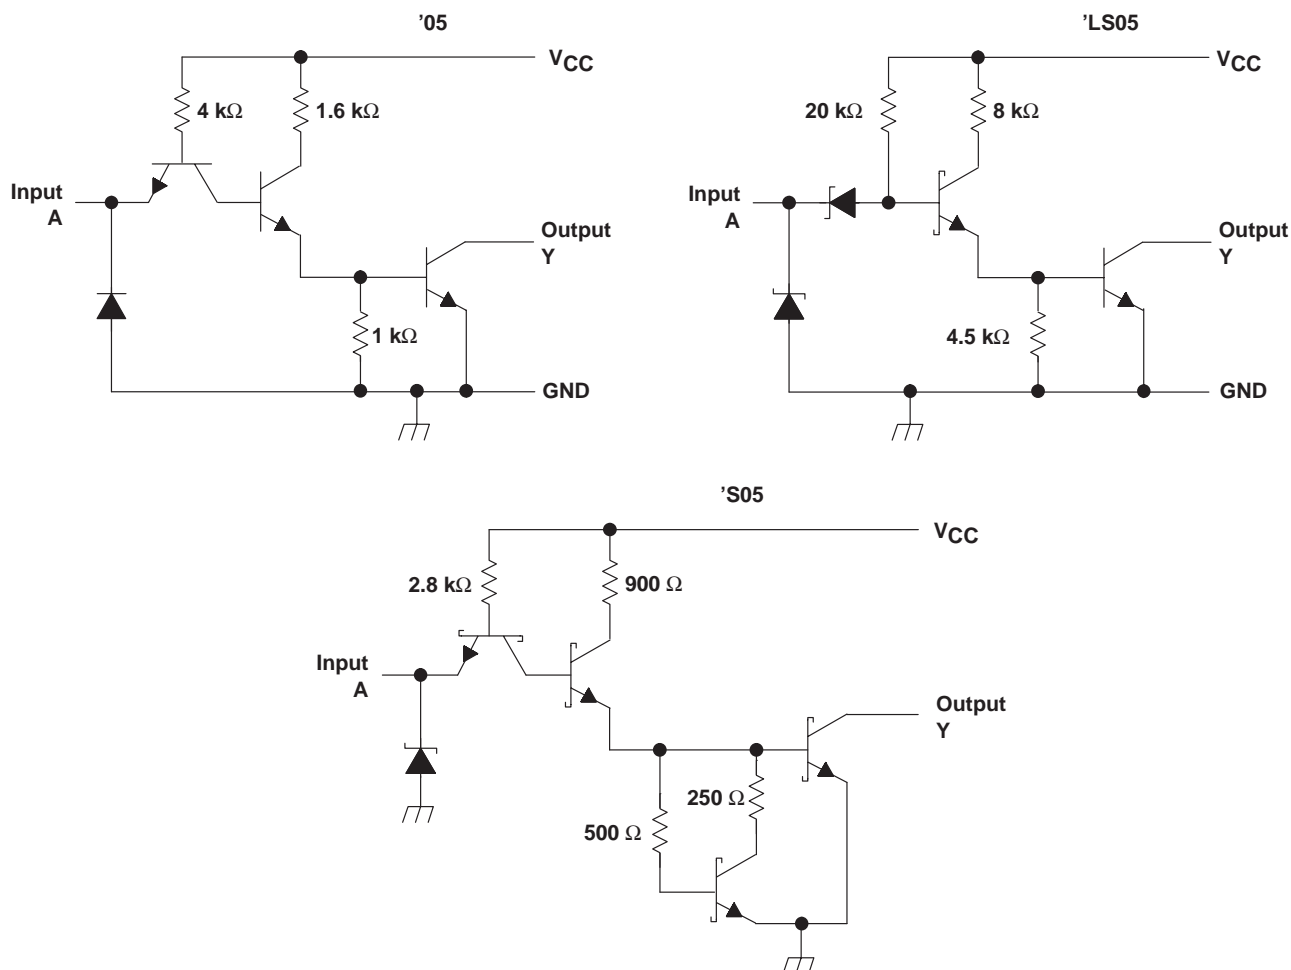 ’05
VCC
4 kΩ
1.6 kΩ
Input
A
Output
Y
1 kΩ
GND
’LS05
VCC
20 kΩ
8 kΩ
Input
A
Output
Y
4.5 kΩ
GND
’S05
VCC
2.8 kΩ
900 Ω
Input
A
Output
Y
250 Ω
500 Ω